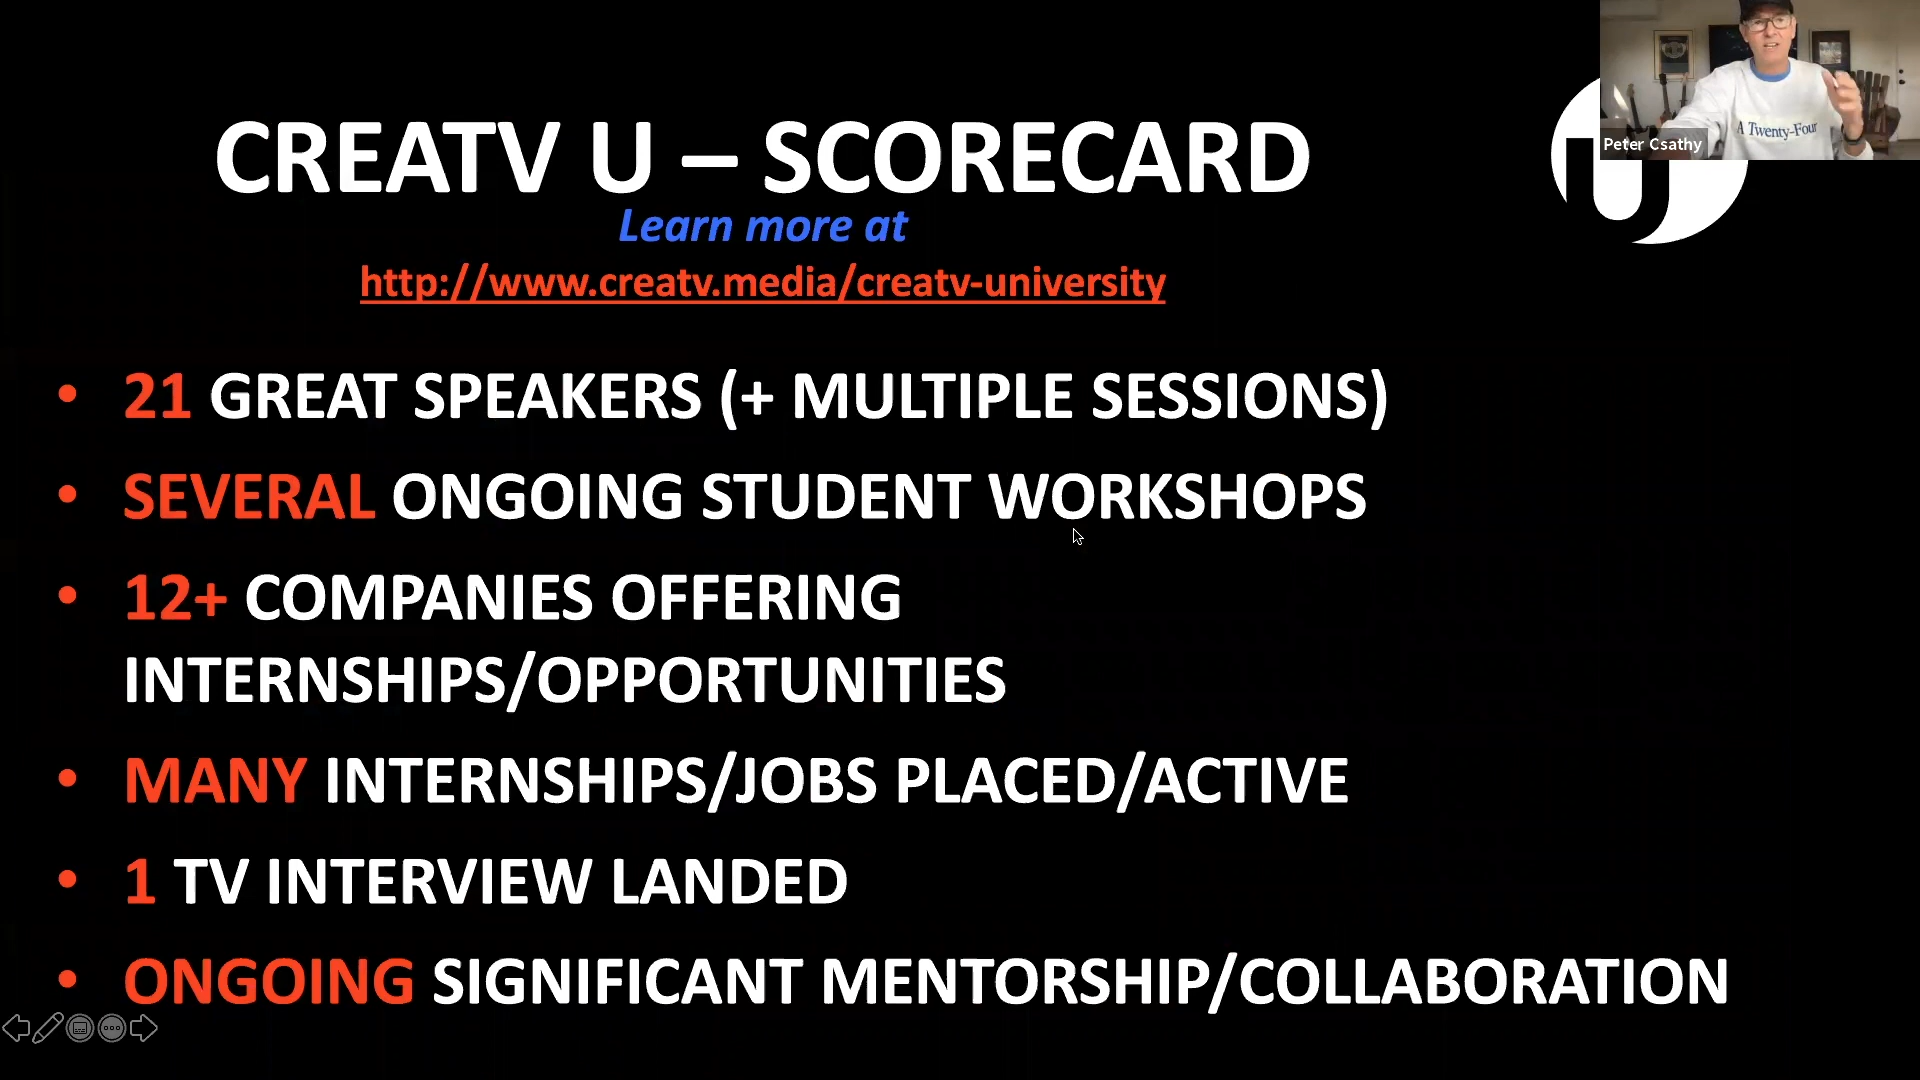 CREATV U – SCORECARD
Learn more at
http://www.creatv.media/creatv-university
U
Peter Csathy
A Twenty-Four
• 21 GREAT SPEAKERS (+ MULTIPLE SESSIONS)
• SEVERAL ONGOING STUDENT WORKSHOPS
• 12+ COMPANIES OFFERING
INTERNSHIPS/OPPORTUNITIES
• MANY INTERNSHIPS/JOBS PLACED/ACTIVE
• 1 TV INTERVIEW LANDED
• ONGOING SIGNIFICANT MENTORSHIP/COLLABORATION